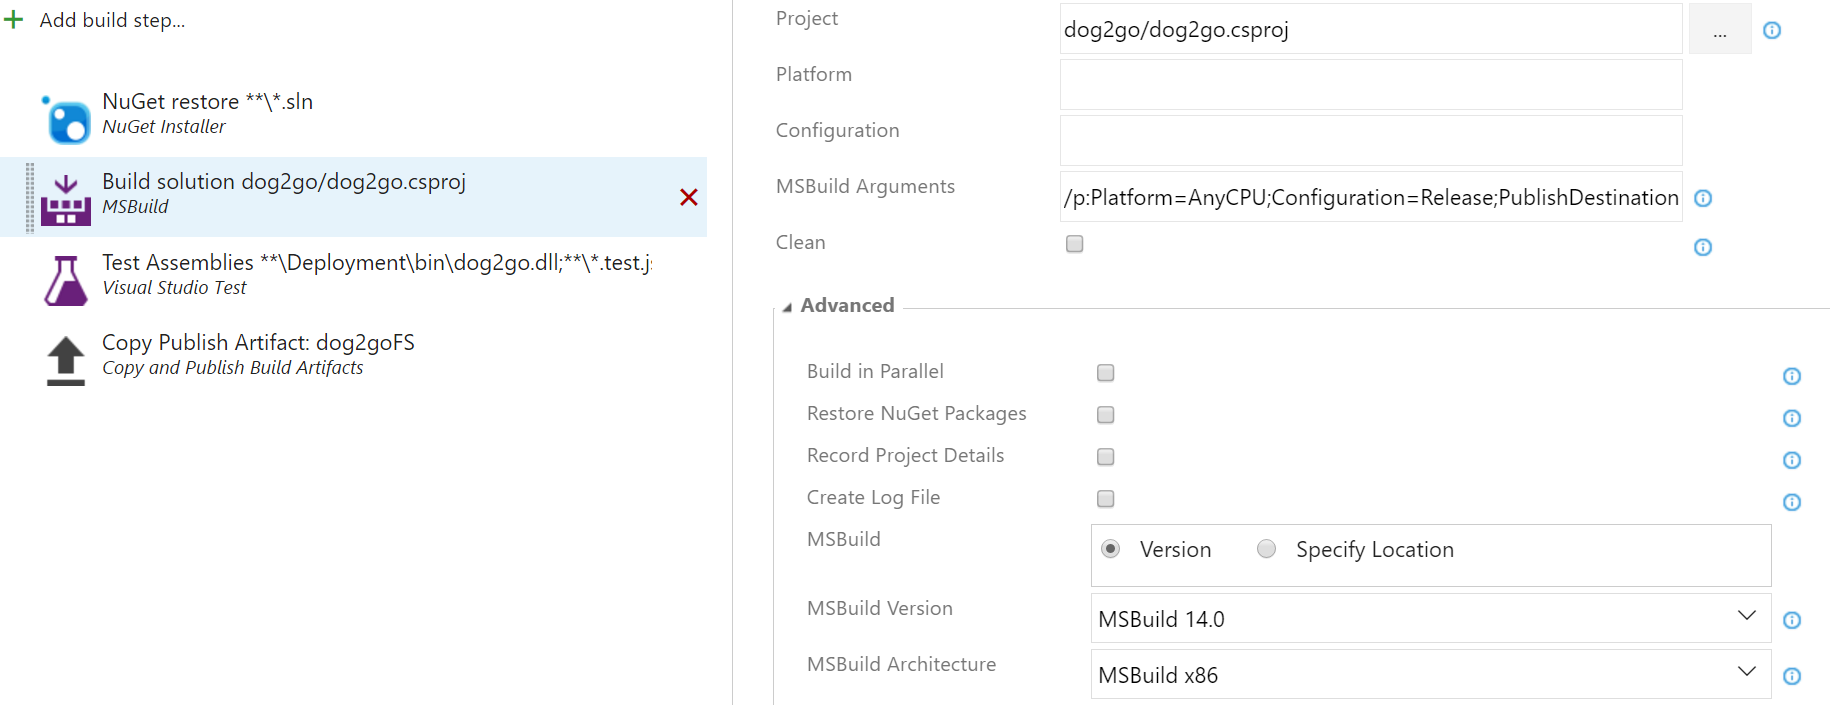 Add build step...
NuGet restore **\*.sln
NuGet Installer
Build solution dog2go/dog2go.csproj
MSBuild
Test Assemblies **\Deployment\bin\dog2go.dll;**\*.test.js
Visual Studio Test
Copy Publish Artifact: dog2goFS
Copy and Publish Build Artifacts
Project
dog2go/dog2go.csproj
...
Platform
Configuration
MSBuild Arguments
/p:Platform=AnyCPU;Configuration=Release;PublishDestination
Clean
Advanced
Build in Parallel
Restore NuGet Packages
Record Project Details
Create Log File
MSBuild
Version
Specify Location
MSBuild Version
MSBuild 14.0
MSBuild Architecture
MSBuild x86